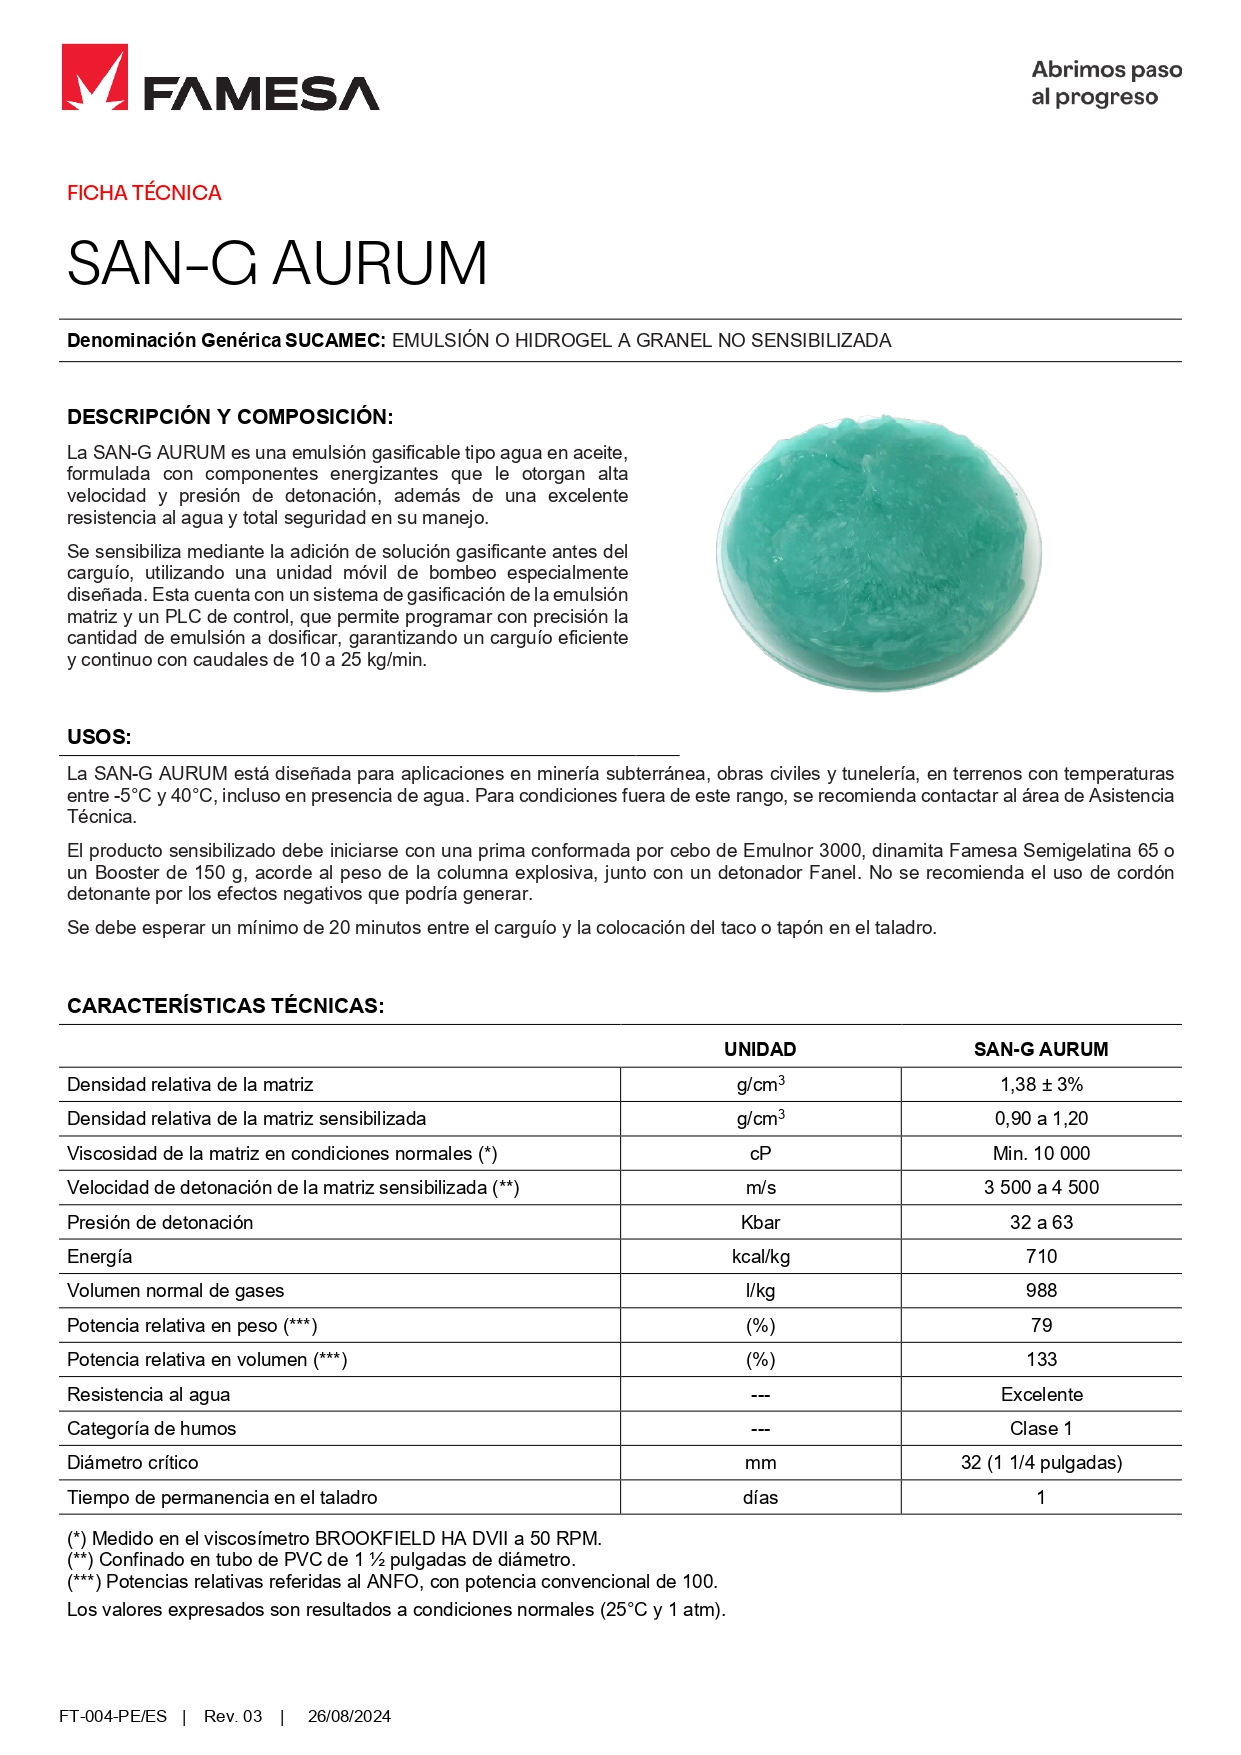 FAMESA
Abrimos paso
al progreso
FICHA TÉCNICA
SAN-G AURUM
Denominación Genérica SUCAMEC: EMULSIÓN O HIDROGEL A GRANEL NO SENSIBILIZADA
DESCRIPCIÓN Y COMPOSICIÓN:
La SAN-G AURUM es una emulsión gasificable tipo agua en aceite,
formulada con componentes energizantes que le otorgan alta
velocidad y presión de detonación, además de una excelente
resistencia al agua y total seguridad en su manejo.
Se sensibiliza mediante la adición de solución gasificante antes del
carguío, utilizando una unidad móvil de bombeo especialmente
diseñada. Esta cuenta con un sistema de gasificación de la emulsión
matriz y un PLC de control, que permite programar con precisión la
cantidad de emulsión a dosificar, garantizando un carguío eficiente
y continuo con caudales de 10 a 25 kg/min.
USOS:
La SAN-G AURUM está diseñada para aplicaciones en minería subterránea, obras civiles y tunelería, en terrenos con temperaturas
entre -5°C y 40°C, incluso en presencia de agua. Para condiciones fuera de este rango, se recomienda contactar al área de Asistencia
Técnica.
El producto sensibilizado debe iniciarse con una prima conformada por cebo de Emulnor 3000, dinamita Famesa Semigelatina 65 o
un Booster de 150 g, acorde al peso de la columna explosiva, junto con un detonador Fanel. No se recomienda el uso de cordón
detonante por los efectos negativos que podría generar.
Se debe esperar un mínimo de 20 minutos entre el carguío y la colocación del taco o tapón en el taladro.
CARACTERÍSTICAS TÉCNICAS:
UNIDAD SAN-G AURUM
Densidad relativa de la matriz g/cm³ 1,38 ± 3%
Densidad relativa de la matriz sensibilizada g/cm³ 0,90 a 1,20
Viscosidad de la matriz en condiciones normales (*) cP Min. 10 000
Velocidad de detonación de la matriz sensibilizada (**) m/s 3 500 a 4 500
Presión de detonación Kbar 32 a 63
Energía kcal/kg 710
Volumen normal de gases l/kg 988
Potencia relativa en peso (***) (%) 79
Potencia relativa en volumen (***) (%) 133
Resistencia al agua --- Excelente
Categoría de humos --- Clase 1
Diámetro crítico mm 32 (1 1/4 pulgadas)
Tiempo de permanencia en el taladro días 1
(*) Medido en el viscosímetro BROOKFIELD HA DVII a 50 RPM.
(**) Confinado en tubo de PVC de 1 ½ pulgadas de diámetro.
(***) Potencias relativas referidas al ANFO, con potencia convencional de 100.
Los valores expresados son resultados a condiciones normales (25°C y 1 atm).
FT-004-PE/ES | Rev. 03 | 26/08/2024